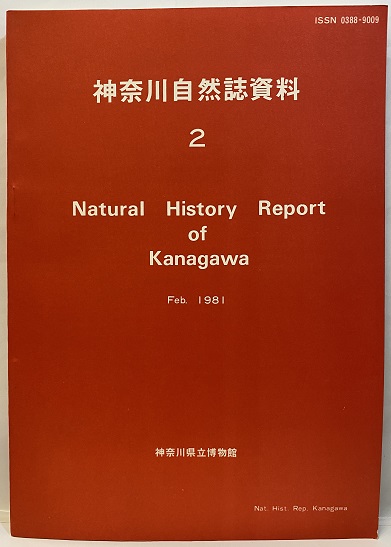 ISSN 0388-9009
神奈川自然誌資料
2
Natural History Report
of
Kanagawa
Feb. 1981
神奈川県立博物館
Nat. Hist. Rep. Kanagawa